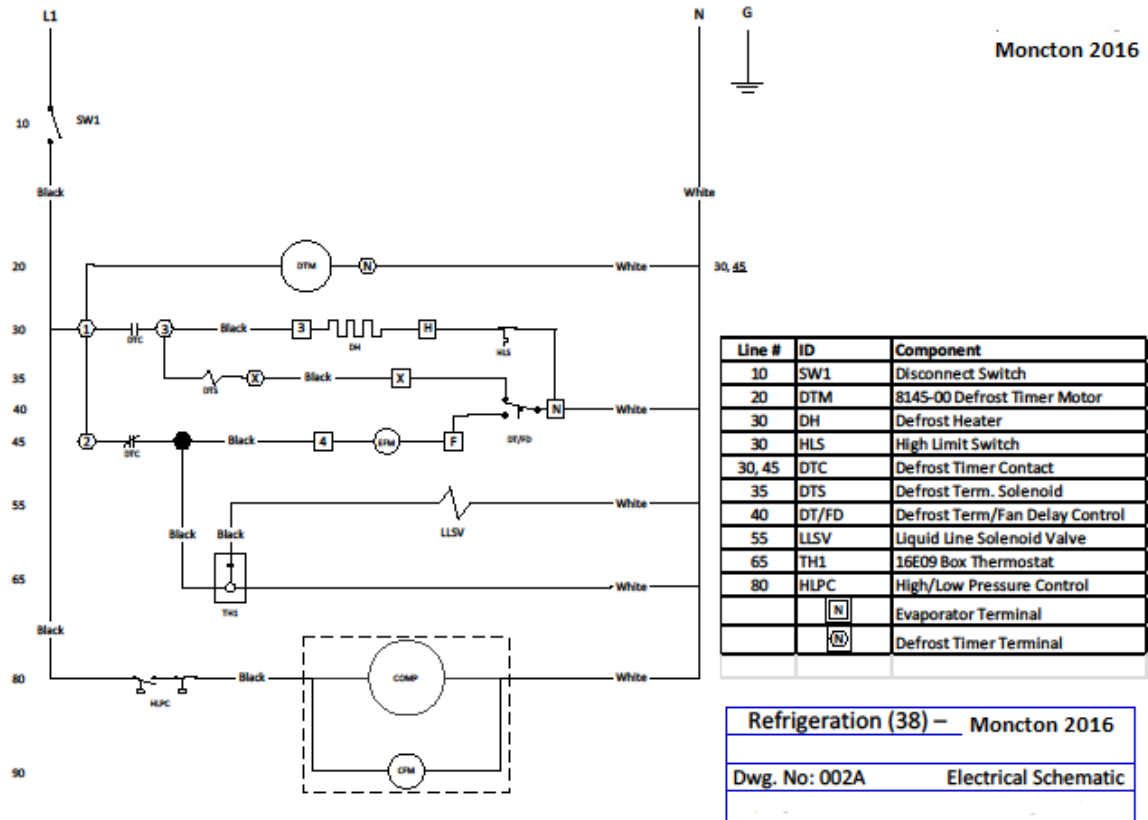 L1
N G
Moncton 2016
10 SW1
Black White
20 DTM N White 30, 45
30 1 DTC 3 Black 3 DH H HLS
35 DTS X Black X
40 N White
DT/FD
45 2 DTC Black 4 EFM F
55 LLSV White
Black Black
65 TH1 White
Black
80 HLPC Black COMP White
90 CFM
Line # ID Component
10 SW1 Disconnect Switch
20 DTM 8145-00 Defrost Timer Motor
30 DH Defrost Heater
30 HLS High Limit Switch
30, 45 DTC Defrost Timer Contact
35 DTS Defrost Term. Solenoid
40 DT/FD Defrost Term/Fan Delay Control
55 LLSV Liquid Line Solenoid Valve
65 TH1 16E09 Box Thermostat
80 HLPC High/Low Pressure Control
N Evaporator Terminal
N Defrost Timer Terminal
Refrigeration (38) – Moncton 2016
Dwg. No: 002A Electrical Schematic